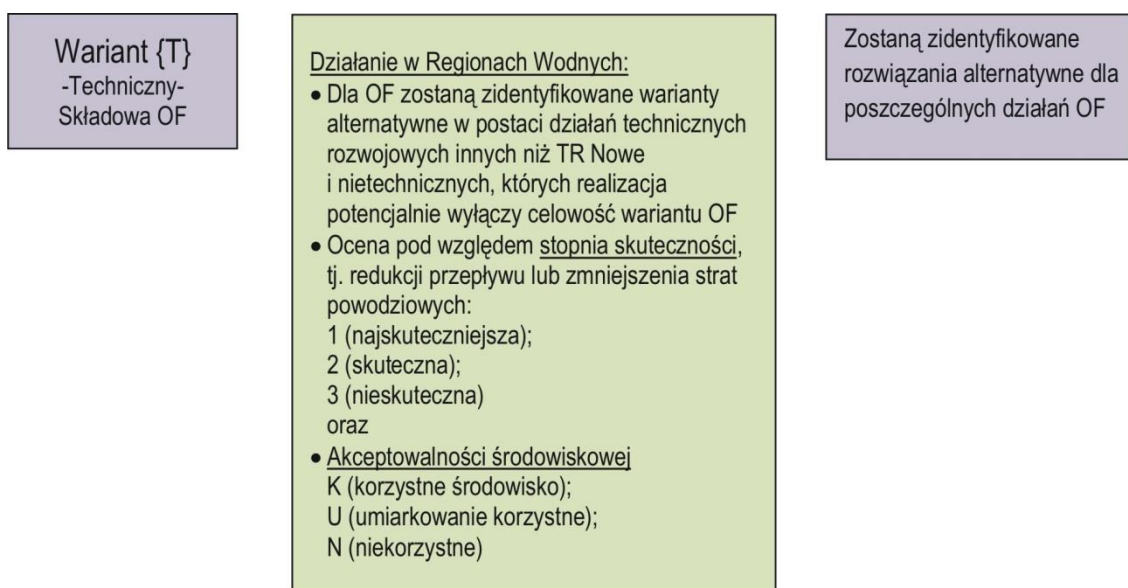 Wariant {T}
-Techniczny-
Składowa OF
Działanie w Regionach Wodnych:
• Dla OF zostaną zidentyfikowane warianty
alternatywne w postaci działań technicznych
rozwojowych innych niż TR Nowe
i nietechnicznych, których realizacja
potencjalnie wyłączy celowość wariantu OF
• Ocena pod względem stopnia skuteczności,
tj. redukcji przepływu lub zmniejszenia strat
powodziowych:
1 (najskuteczniejsza);
2 (skuteczna);
3 (nieskuteczna)
oraz
• Akceptowalności środowiskowej
K (korzystne środowisko);
U (umiarkowanie korzystne);
N (niekorzystne)
Zostaną zidentyfikowane
rozwiązania alternatywne dla
poszczególnych działań OF